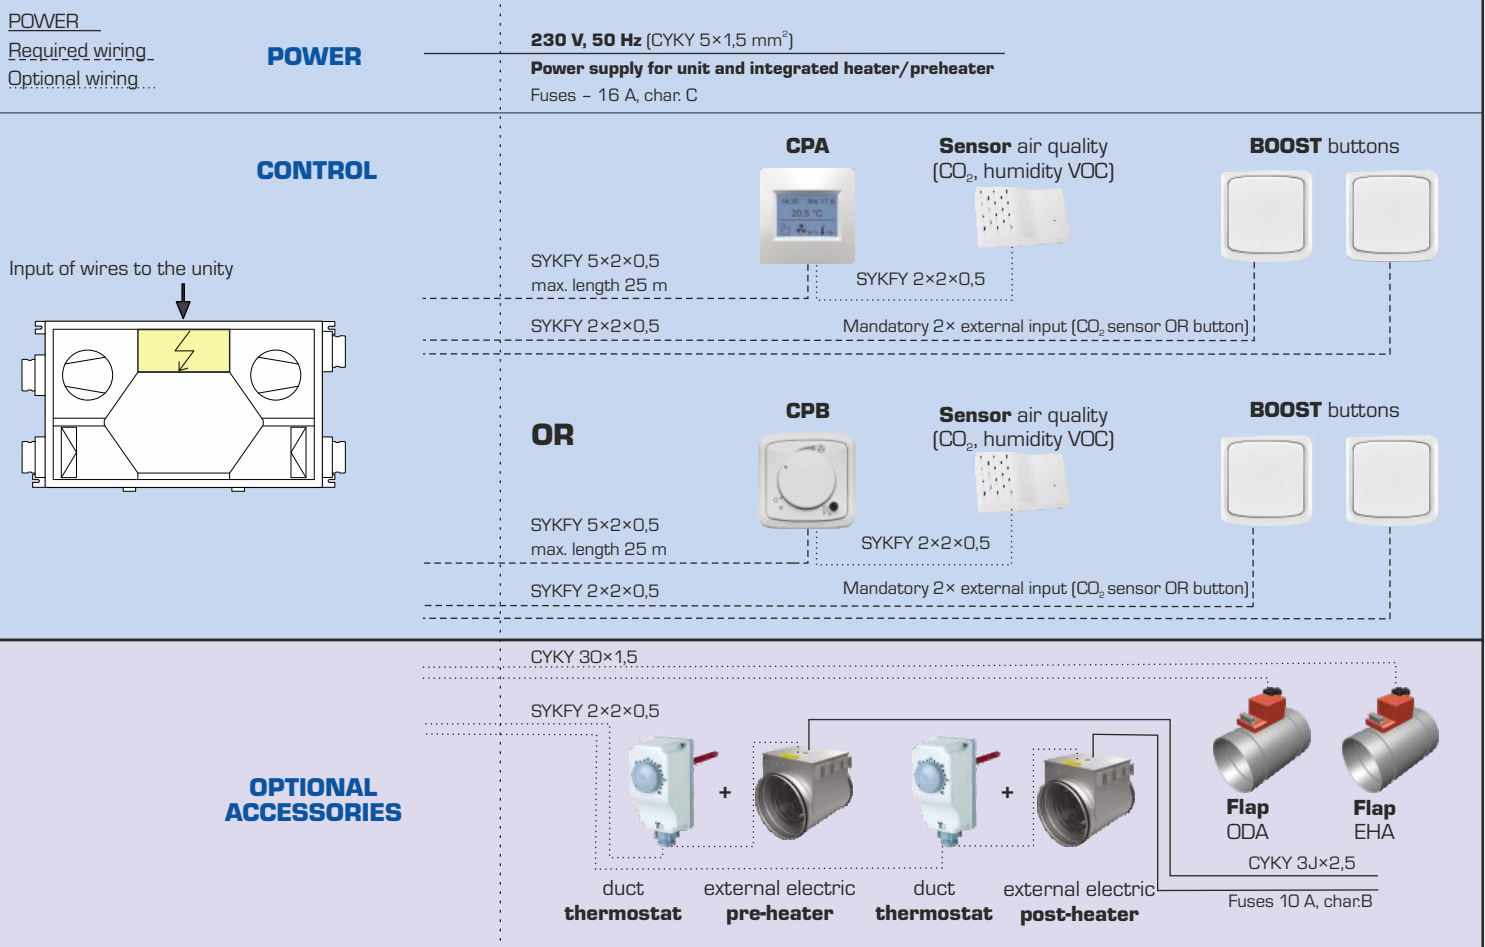 POWER
Required wiring
Optional wiring
POWER
230 V, 50 Hz (CYKY 5×1,5 mm²)
Power supply for unit and integrated heater/preheater
Fuses – 16 A, char. C
CONTROL
CPA
Sensor air quality
(CO₂, humidity VOC)
BOOST buttons
20,5 °C
Input of wires to the unity
SYKFY 5×2×0,5
max. length 25 m
SYKFY 2×2×0,5
SYKFY 2×2×0,5
Mandatory 2× external input (CO₂ sensor OR button)
OR
CPB
Sensor air quality
(CO₂, humidity VOC)
BOOST buttons
SYKFY 5×2×0,5
max. length 25 m
SYKFY 2×2×0,5
SYKFY 2×2×0,5
Mandatory 2× external input (CO₂ sensor OR button)
OPTIONAL
ACCESSORIES
CYKY 3O×1,5
SYKFY 2×2×0,5
+
+
Flap
ODA
Flap
EHA
CYKY 3J×2,5
Fuses 10 A, char.B
duct
thermostat
external electric
pre-heater
duct
thermostat
external electric
post-heater